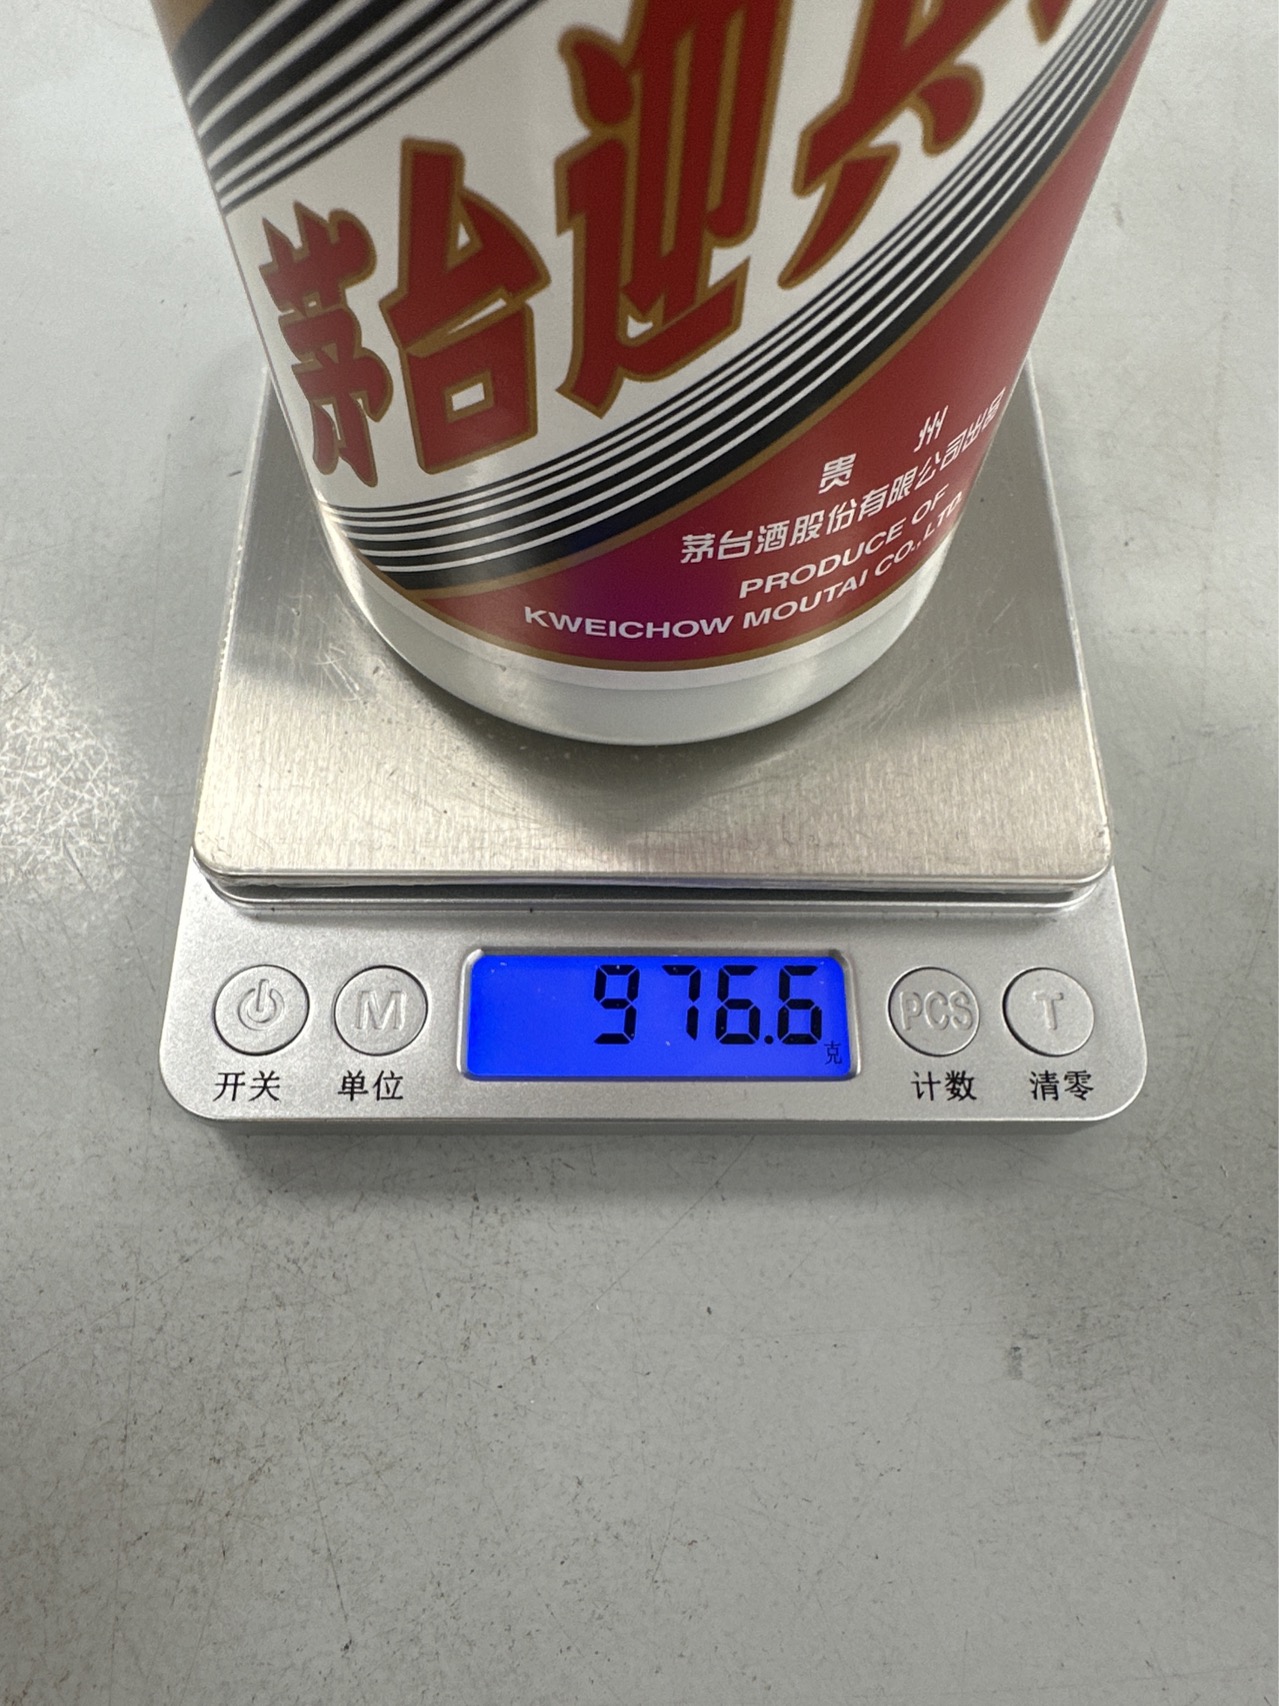 茅台迎宾
贵州
茅台酒股份有限公司出品
PRODUCE OF
KWEICHOW MOUTAI CO.,LTD.
976.6
克
M
PCS
T
开关
单位
计数
清零